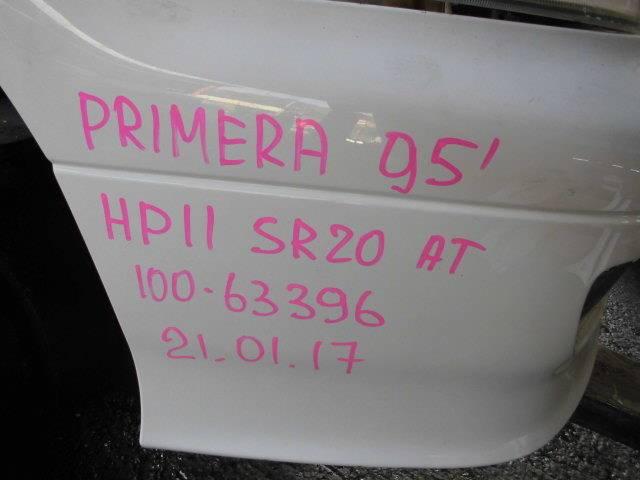 PRIMERA 95'
HP11 SR20 AT
100-63396
21.01.17